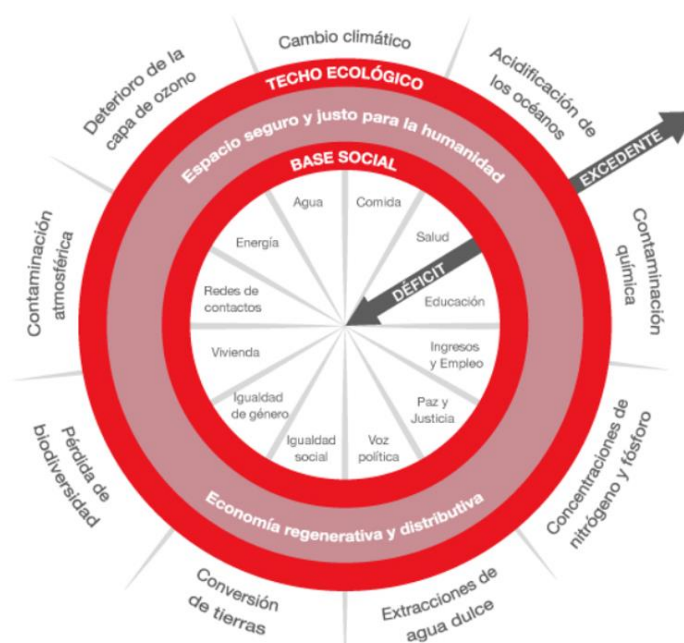 Cambio climático
Acidificación de
los océanos
EXCEDENTE
Contaminación
química
Concentraciones de
nitrógeno y fósforo
Extracciones de
agua dulce
Conversión
de tierras
Pérdida de
biodiversidad
Contaminación
atmosférica
Deterioro de la
capa de ozono
TECHO ECOLÓGICO
Espacio seguro y justo para la humanidad
BASE SOCIAL
Agua
Comida
Energía
Salud
DÉFICIT
Redes de
contactos
Educación
Vivienda
Ingresos
y Empleo
Igualdad
de género
Paz y
Justicia
Igualdad
social
Voz
política
Economía regenerativa y distributiva